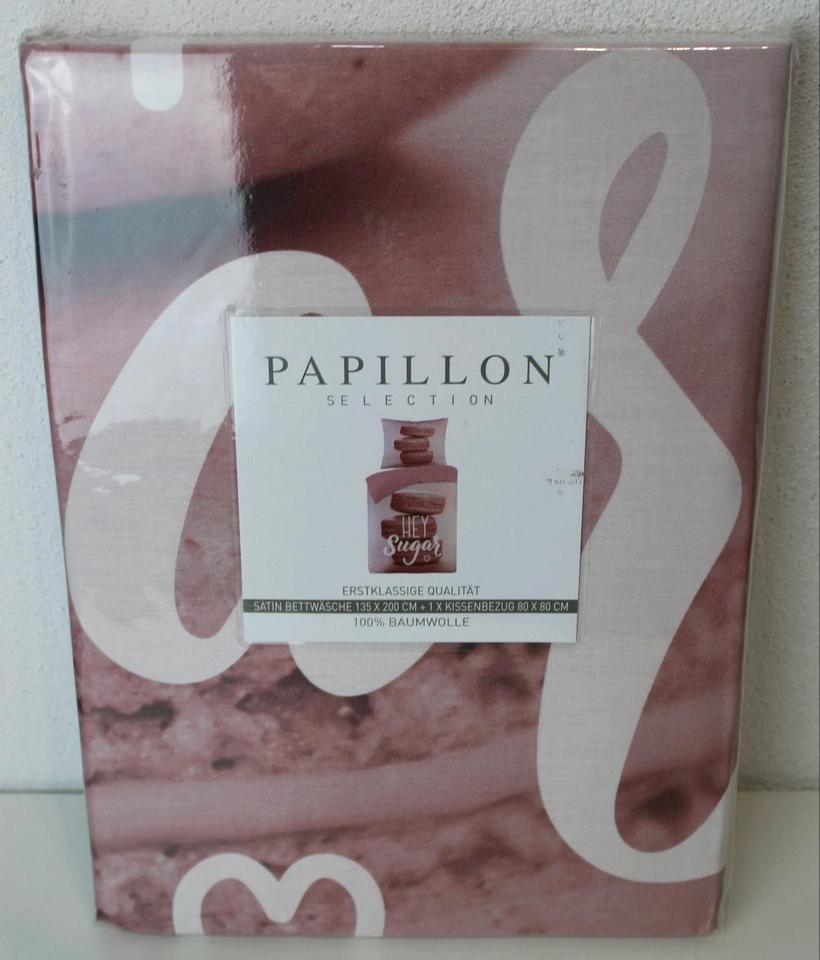 PAPILLON
SELECTION
HEY
Sugar
ERSTKLASSIGE QUALITÄT
SATIN BETTWÄSCHE 135 X 200 CM + 1 X KISSENBEZUG 80 X 80 CM
100% BAUMWOLLE